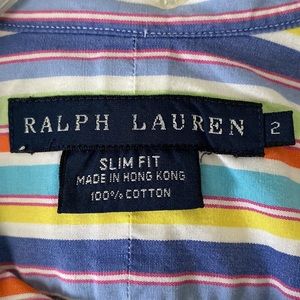 RALPH LAUREN 2
SLIM FIT
MADE IN HONG KONG
100% COTTON